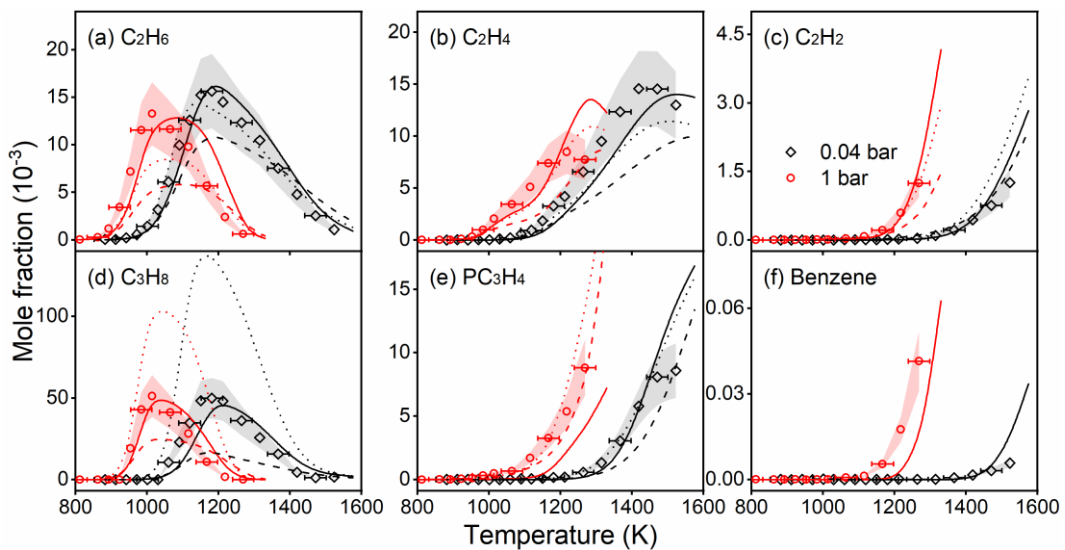 (a) C2H6
(b) C2H4
(c) C2H2
20
15
10
5
0
20
15
10
5
0
4.5
3.0
1.5
0.0
0.04 bar
1 bar
Mole fraction (10⁻³)
(d) C3H8
(e) PC3H4
(f) Benzene
100
50
0
15
10
5
0
0.06
0.03
0.00
800 1000 1200 1400 1600
800 1000 1200 1400 1600
800 1000 1200 1400 1600
Temperature (K)